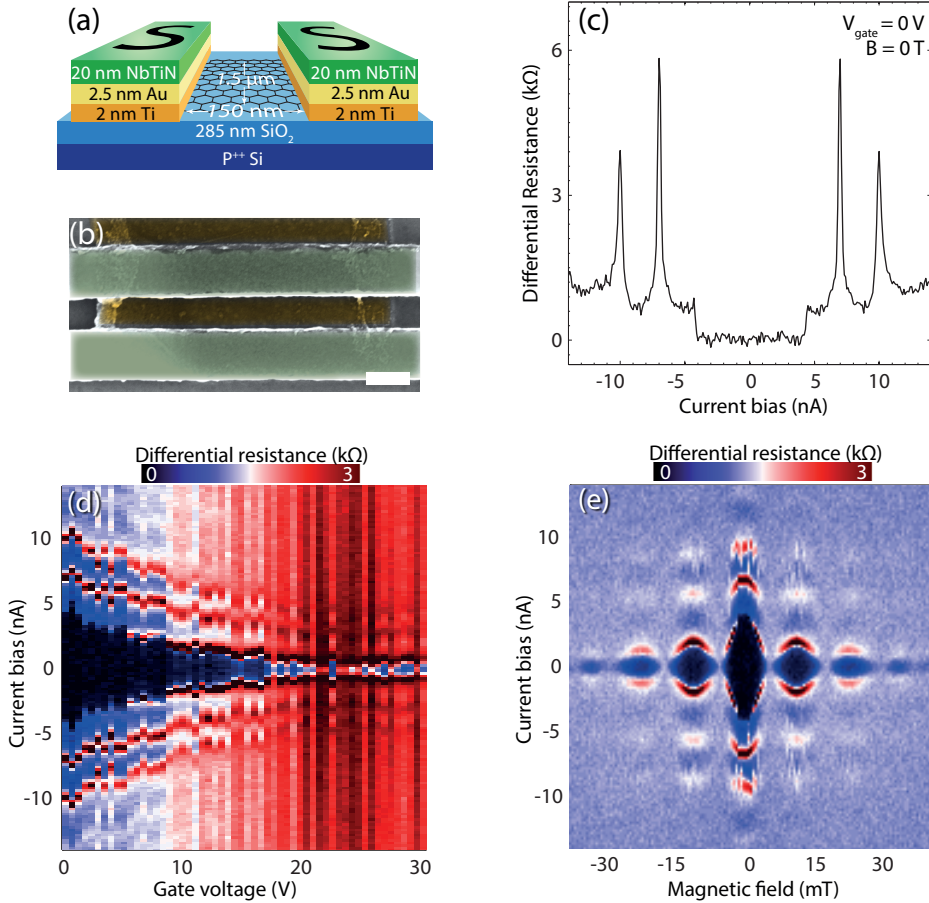 (a)
S
S
20 nm NbTiN
20 nm NbTiN
1.5 μm
2.5 nm Au
2.5 nm Au
2 nm Ti
150 nm
2 nm Ti
285 nm SiO₂
P⁺⁺ Si
(b)
(c)
V_gate = 0 V
B = 0 T
Differential Resistance (kΩ)
6
3
0
-10
-5
0
5
10
Current bias (nA)
Differential resistance (kΩ)
0
3
(d)
Current bias (nA)
10
5
0
-5
-10
0
10
20
30
Gate voltage (V)
Differential resistance (kΩ)
0
3
(e)
Current bias (nA)
10
5
0
-5
-10
-30
-15
0
15
30
Magnetic field (mT)